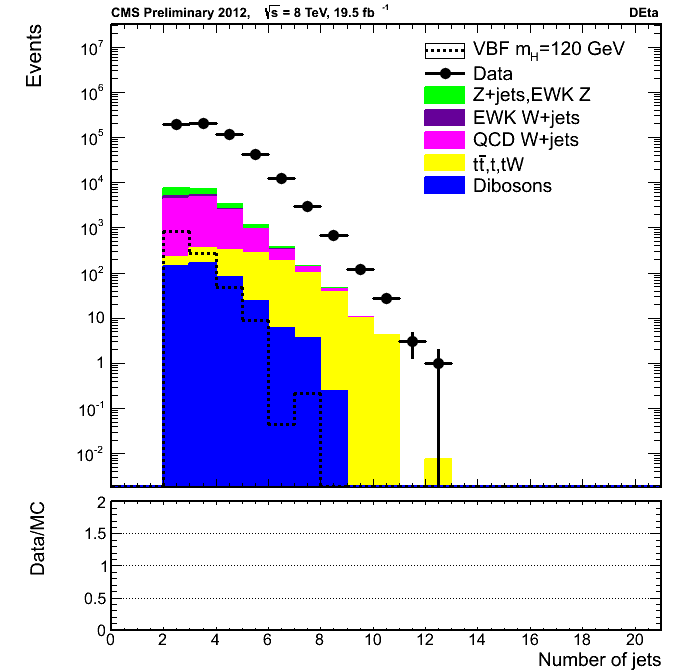 CMS Preliminary 2012, √s = 8 TeV, 19.5 fb⁻¹ DEta
Events
10⁷
10⁶
10⁵
10⁴
10³
10²
10
1
10⁻¹
10⁻²
VBF m_H=120 GeV
Data
Z+jets,EWK Z
EWK W+jets
QCD W+jets
tt̅,t,tW
Dibosons
Data/MC
2
1.5
1
0.5
0
0 2 4 6 8 10 12 14 16 18 20
Number of jets